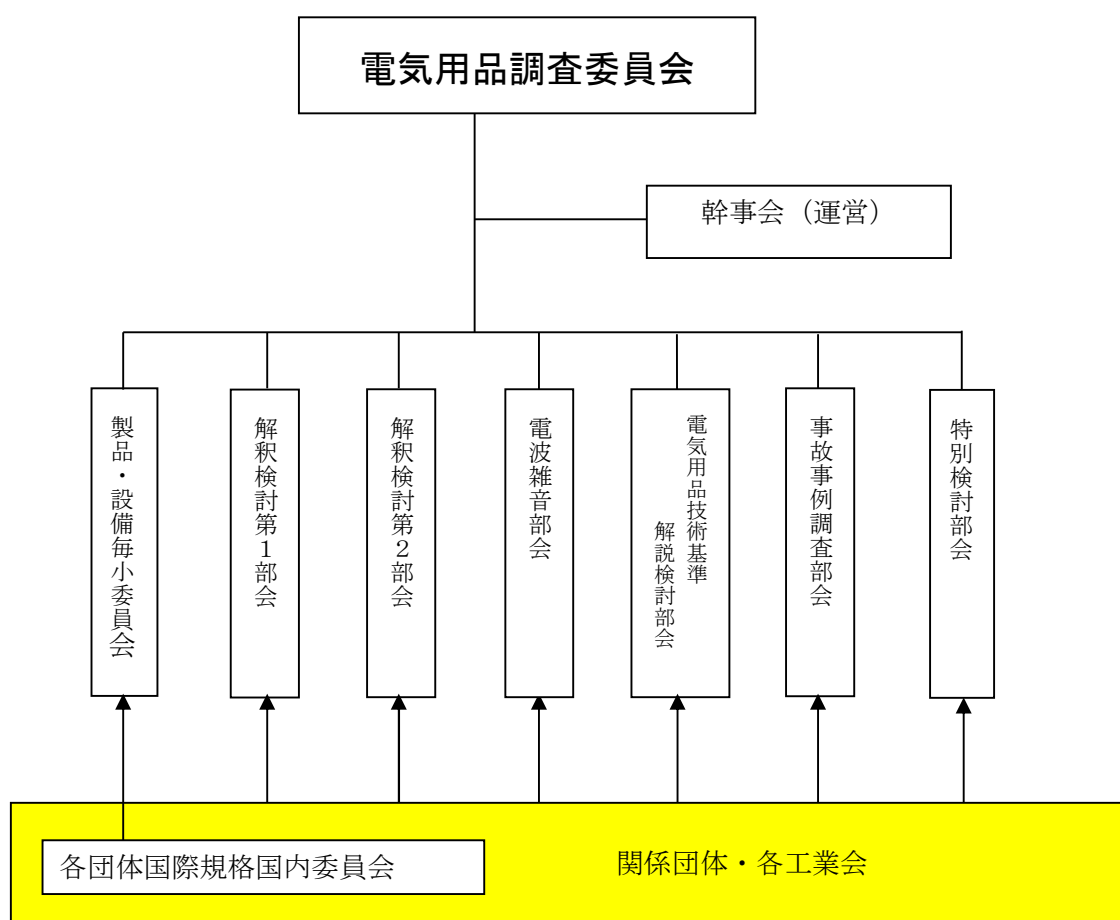 電気用品調査委員会
幹事会（運営）
製品・設備毎小委員会
解釈検討第１部会
解釈検討第２部会
電波雑音部会
電気用品技術基準
解説検討部会
事故事例調査部会
特別検討部会
各団体国際規格国内委員会
関係団体・各工業会